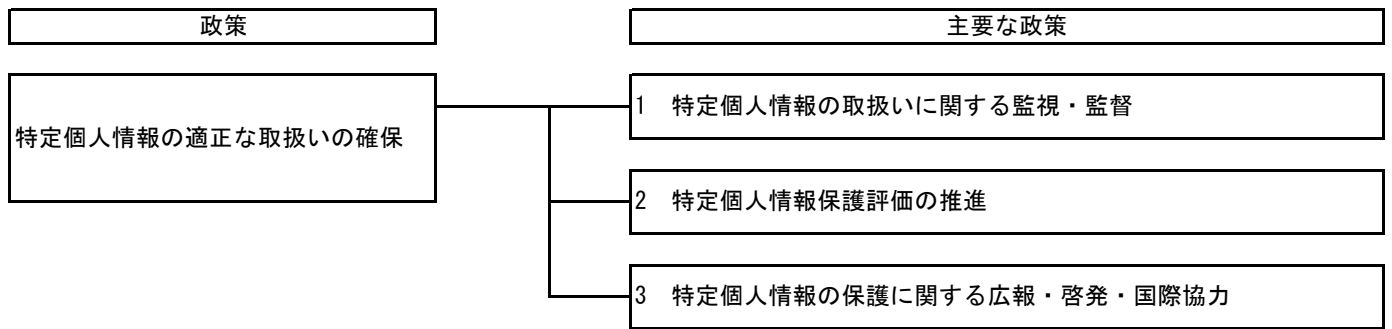 政策
主要な政策
特定個人情報の適正な取扱いの確保
1　特定個人情報の取扱いに関する監視・監督
2　特定個人情報保護評価の推進
3　特定個人情報の保護に関する広報・啓発・国際協力